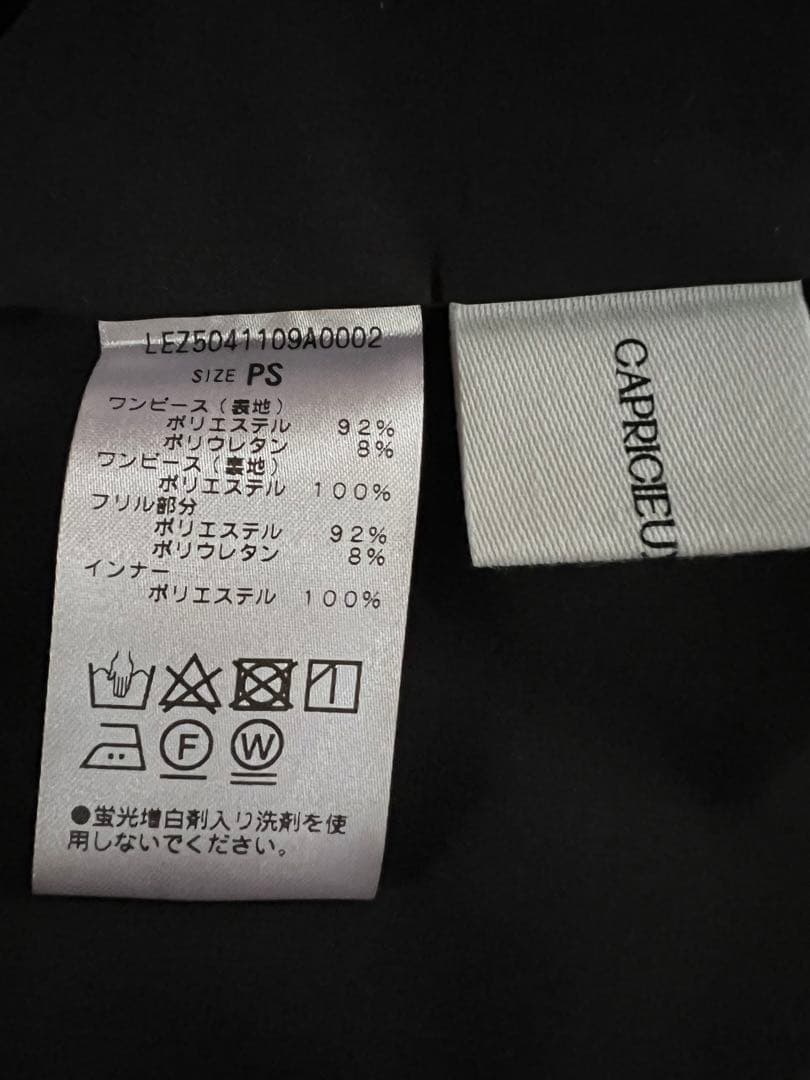 LEZ5041109A0002
SIZE PS
ワンピース(表地)
ポリエステル 92%
ポリウレタン 8%
ワンピース(裏地)
ポリエステル 100%
フリル部分
ポリエステル 92%
ポリウレタン 8%
インナー
ポリエステル 100%
F W
●蛍光増白剤入り洗剤を使
用しないでください。